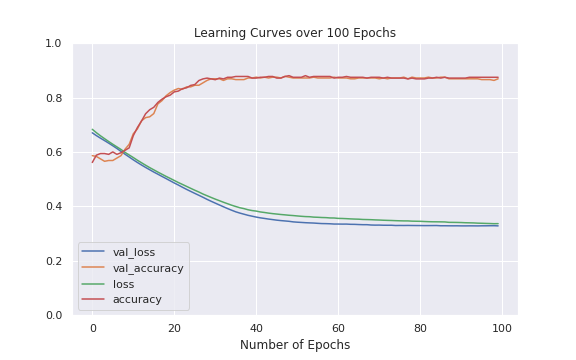 Learning Curves over 100 Epochs
1.0
0.8
0.6
0.4
0.2
0.0
val_loss
val_accuracy
loss
accuracy
0 20 40 60 80 100
Number of Epochs